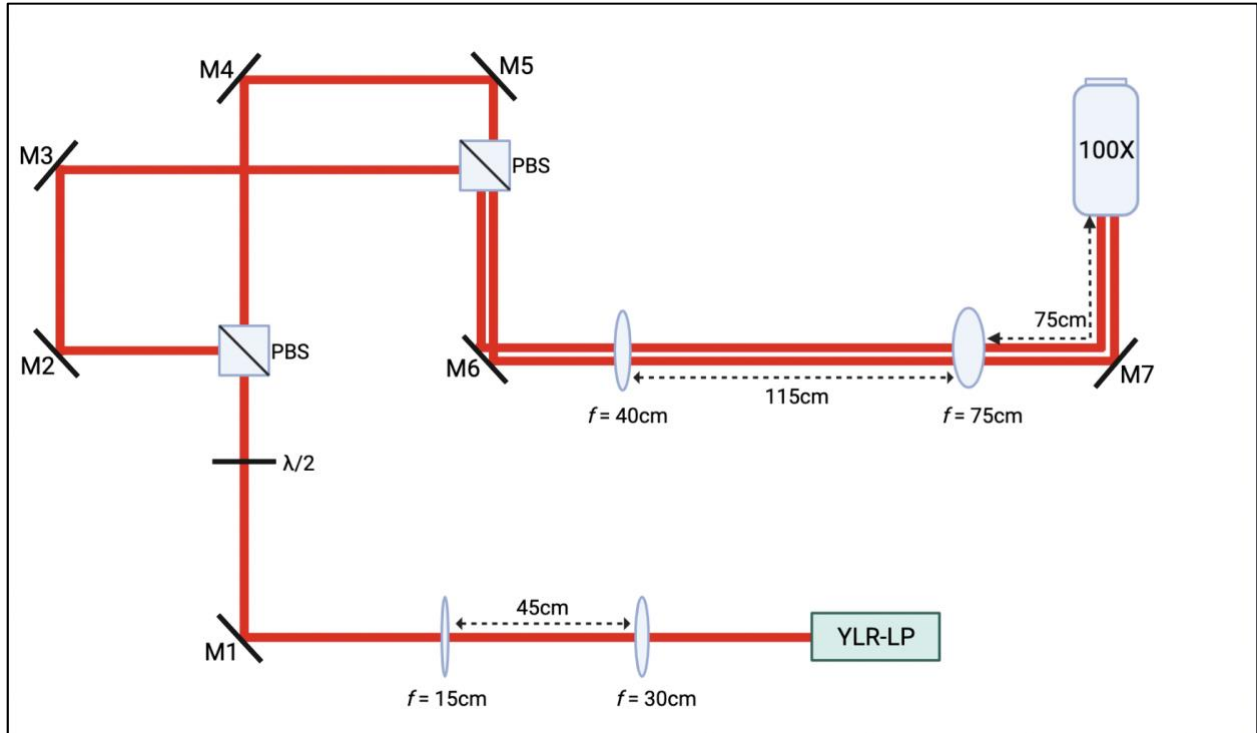 M4
M5
M3
PBS
100X
M2
PBS
M6
75cm
M7
115cm
f = 40cm
f = 75cm
λ/2
45cm
M1
YLR-LP
f = 15cm
f = 30cm